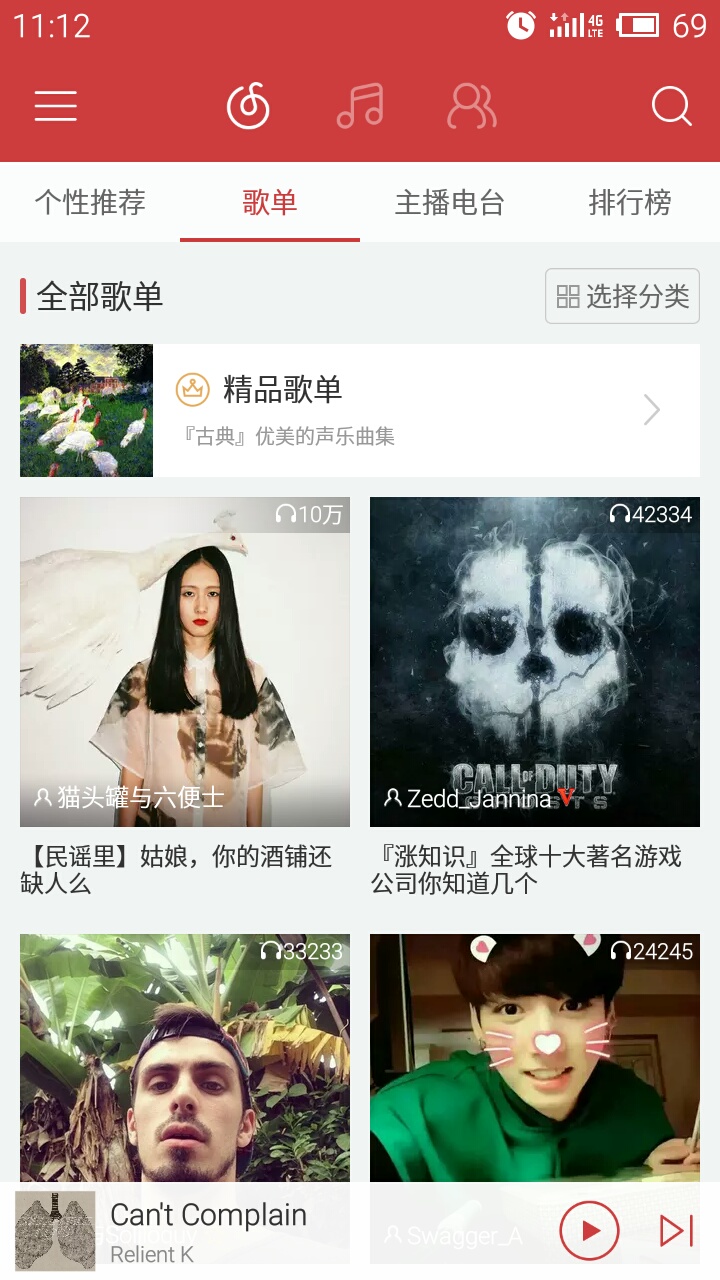 11:12
4G
LTE
69
个性推荐
歌单
主播电台
排行榜
全部歌单
选择分类
精品歌单
『古典』优美的声乐曲集
10万
猫头罐与六便士
42334
CALL OF DUTY
Zedd_Jannina
【民谣里】姑娘，你的酒铺还
缺人么
『涨知识』全球十大著名游戏
公司你知道几个
33233
24245
Can't Complain
Relient K
Swagger_A